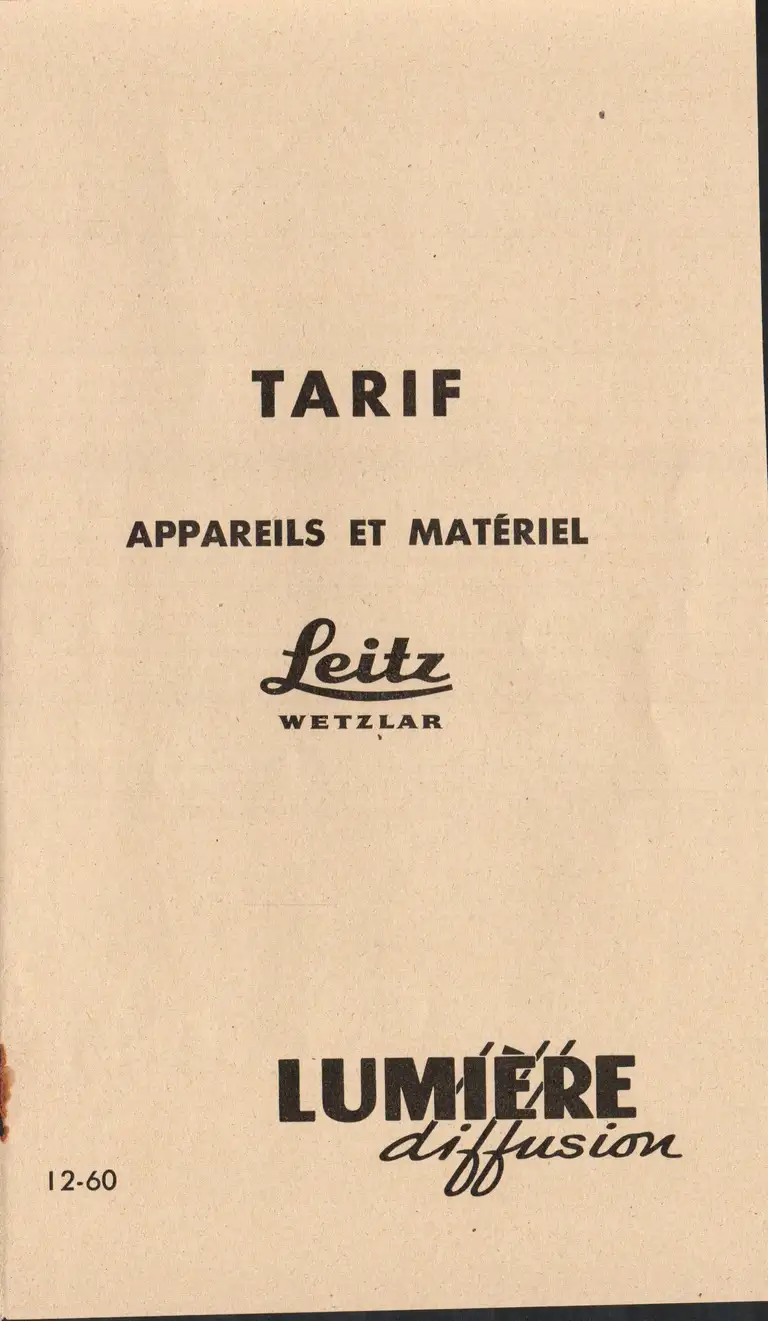 TARIF
APPAREILS ET MATÉRIEL
Leitz
WETZLAR
LUMIÈRE
diffusion
12-60